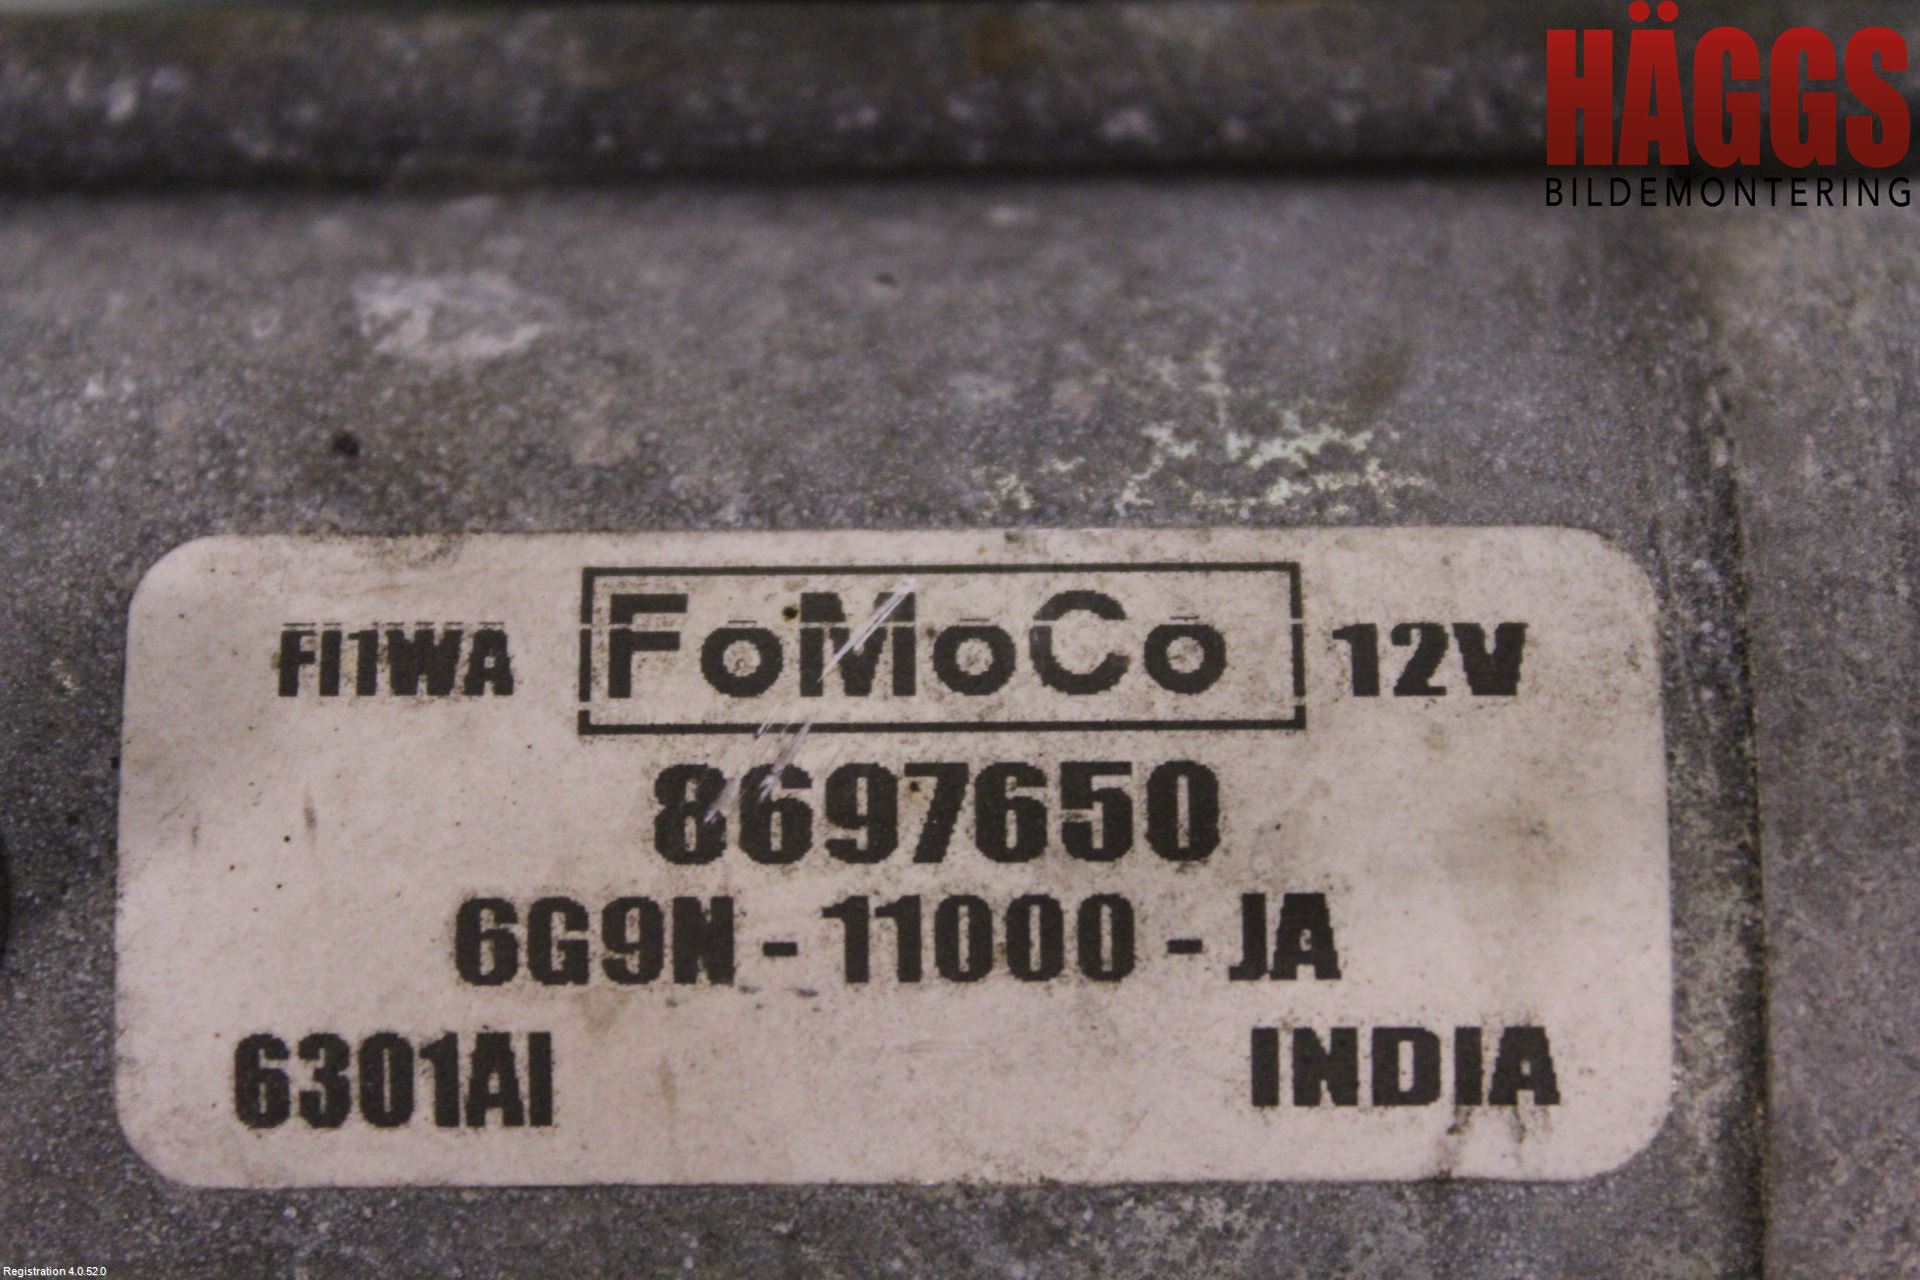 HÄGGS
BILDEMONTERING
FI1WA FoMoCo 12V
8697650
6G9N - 11000 - JA
6301AI INDIA
Registration 4.0.52.0